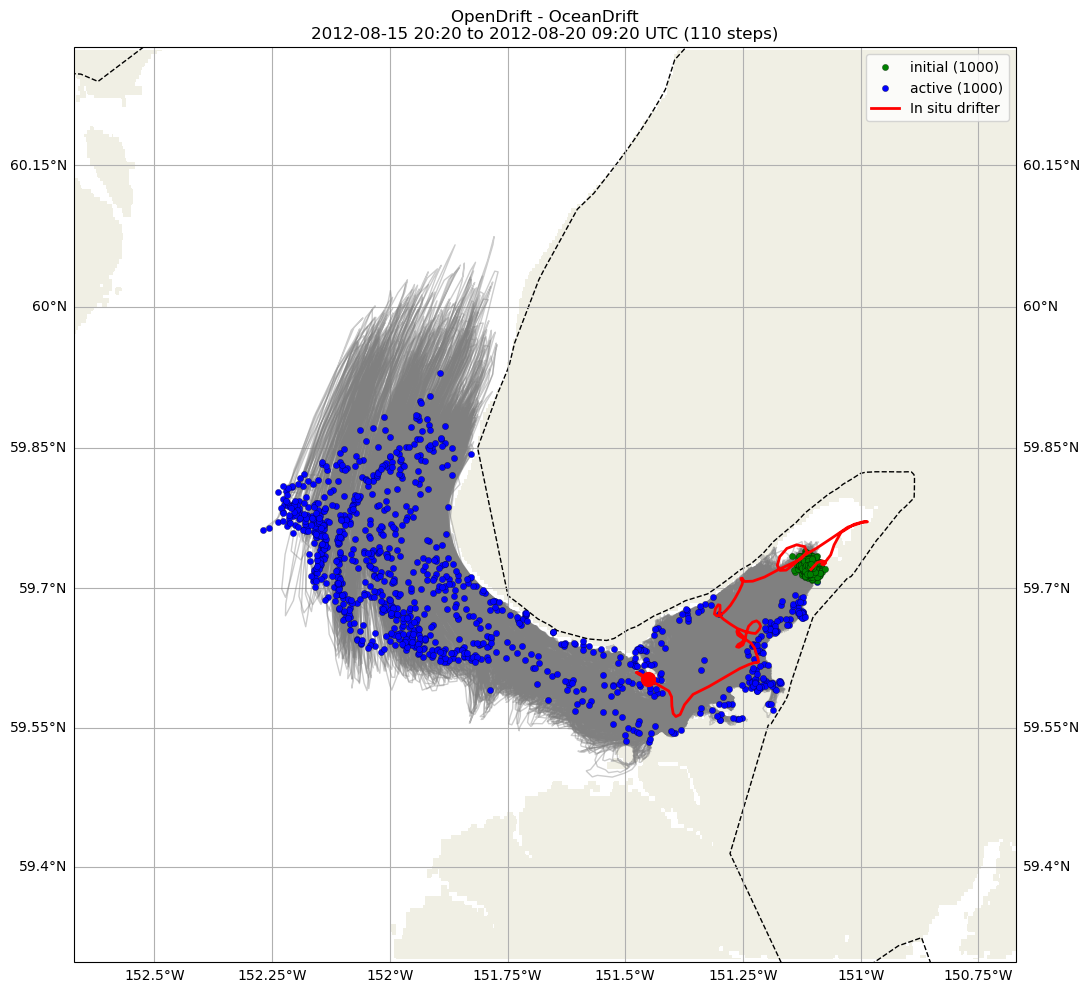 OpenDrift - OceanDrift
2012-08-15 20:20 to 2012-08-20 09:20 UTC (110 steps)
initial (1000)
active (1000)
In situ drifter
60.15°N
60.15°N
60°N
60°N
59.85°N
59.85°N
59.7°N
59.7°N
59.55°N
59.55°N
59.4°N
59.4°N
152.5°W 152.25°W 152°W 151.75°W 151.5°W 151.25°W 151°W 150.75°W